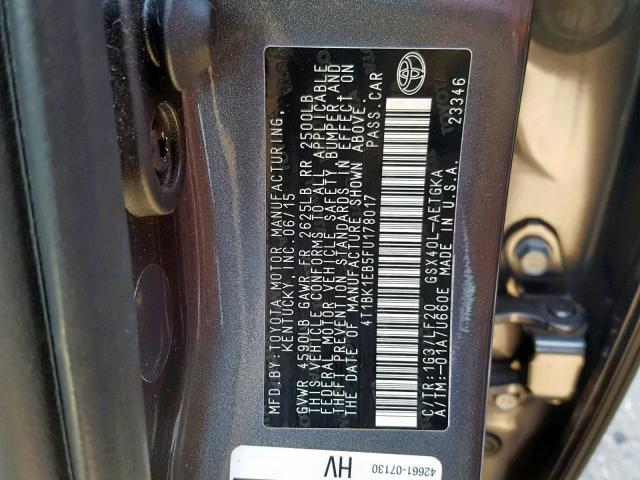 MFD.BY:TOYOTA MOTOR MANUFACTURING,
KENTUCKY, INC. 06/15
GVWR 4590LB GAWR FR 2625LB RR 2500LB
THIS VEHICLE CONFORMS TO ALL APPLICABLE
FEDERAL MOTOR VEHICLE SAFETY, BUMPER AND
THEFT PREVENTION STANDARDS IN EFFECT ON
THE DATE OF MANUFACTURE SHOWN ABOVE.
4T1BK1EB5FU178017 PASS.CAR
C/TR:1G3/LF20 GSX40L-AETGKA
A/TM:-01A/U660E MADE IN U.S.A.
23346
TOYOTA
42661-07130
HV